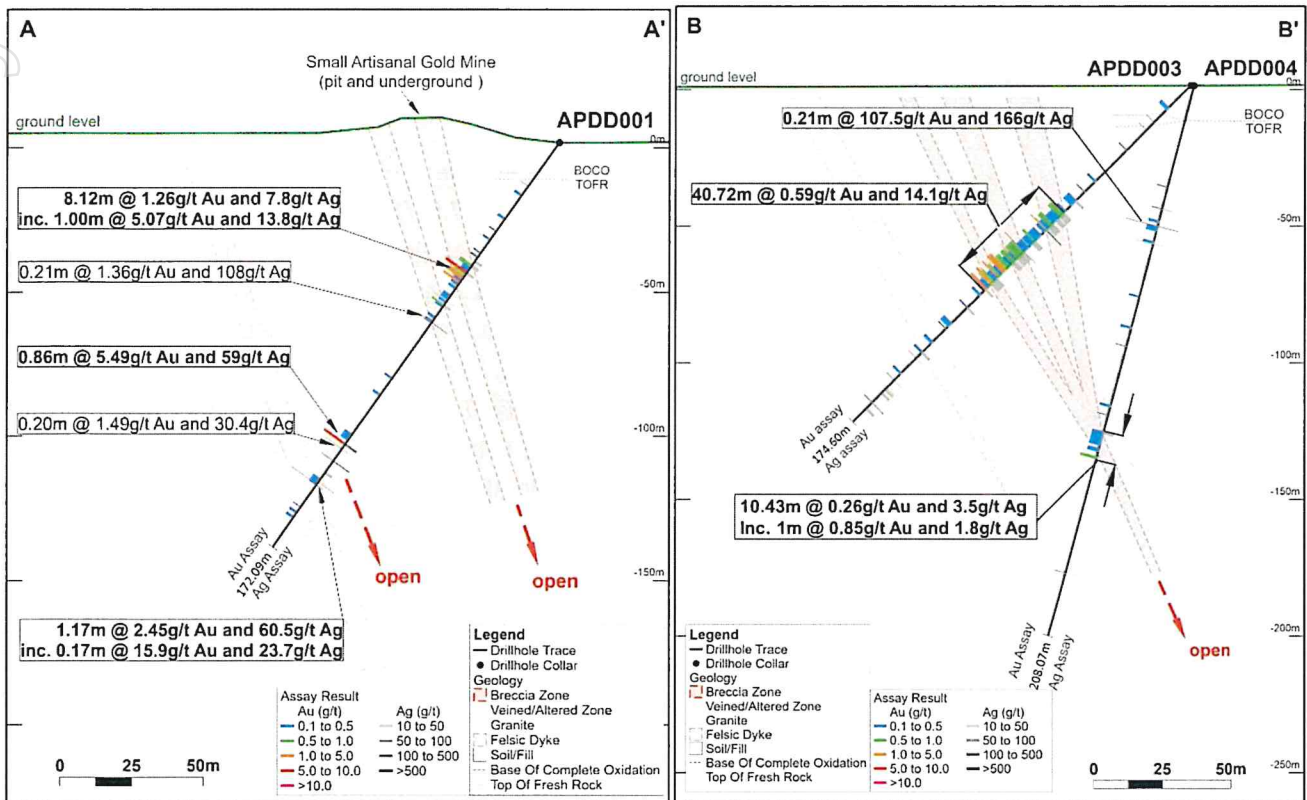 A
A'
Small Artisanal Gold Mine
(pit and underground )
ground level
APDD001
0m
BOCO
TOFR
8.12m @ 1.26g/t Au and 7.8g/t Ag
inc. 1.00m @ 5.07g/t Au and 13.8g/t Ag
0.21m @ 1.36g/t Au and 108g/t Ag
-50m
0.86m @ 5.49g/t Au and 59g/t Ag
0.20m @ 1.49g/t Au and 30.4g/t Ag
-100m
Au Assay
172.09m
Ag Assay
open
open
-150m
1.17m @ 2.45g/t Au and 60.5g/t Ag
inc. 0.17m @ 15.9g/t Au and 23.7g/t Ag
Legend
Drillhole Trace
Drillhole Collar
Geology
Breccia Zone
Veined/Altered Zone
Granite
Felsic Dyke
Soil/Fill
Base Of Complete Oxidation
Top Of Fresh Rock
Assay Result
Au (g/t)
0.1 to 0.5
0.5 to 1.0
1.0 to 5.0
5.0 to 10.0
>10.0
Ag (g/t)
10 to 50
50 to 100
100 to 500
>500
0 25 50m
B
B'
APDD003 APDD004
ground level
0m
BOCO
TOFR
0.21m @ 107.5g/t Au and 166g/t Ag
40.72m @ 0.59g/t Au and 14.1g/t Ag
-50m
-100m
Au assay
174.60m
Ag assay
10.43m @ 0.26g/t Au and 3.5g/t Ag
Inc. 1m @ 0.85g/t Au and 1.8g/t Ag
-150m
-200m
open
Au Assay
208.07m
Ag Assay
Legend
Drillhole Trace
Drillhole Collar
Geology
Breccia Zone
Veined/Altered Zone
Granite
Felsic Dyke
Soil/Fill
Base Of Complete Oxidation
Top Of Fresh Rock
Assay Result
Au (g/t)
0.1 to 0.5
0.5 to 1.0
1.0 to 5.0
5.0 to 10.0
>10.0
Ag (g/t)
10 to 50
50 to 100
100 to 500
>500
0 25 50m
-250m